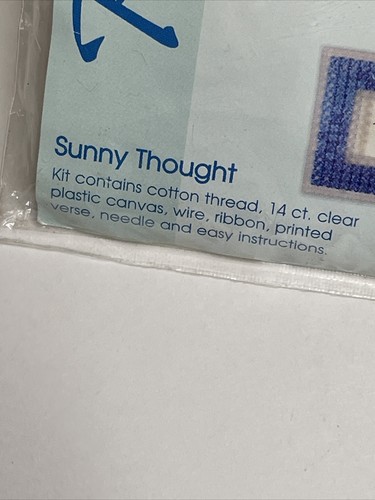 Sunny Thought
Kit contains cotton thread, 14 ct. clear
plastic canvas, wire, ribbon, printed
verse, needle and easy instructions.